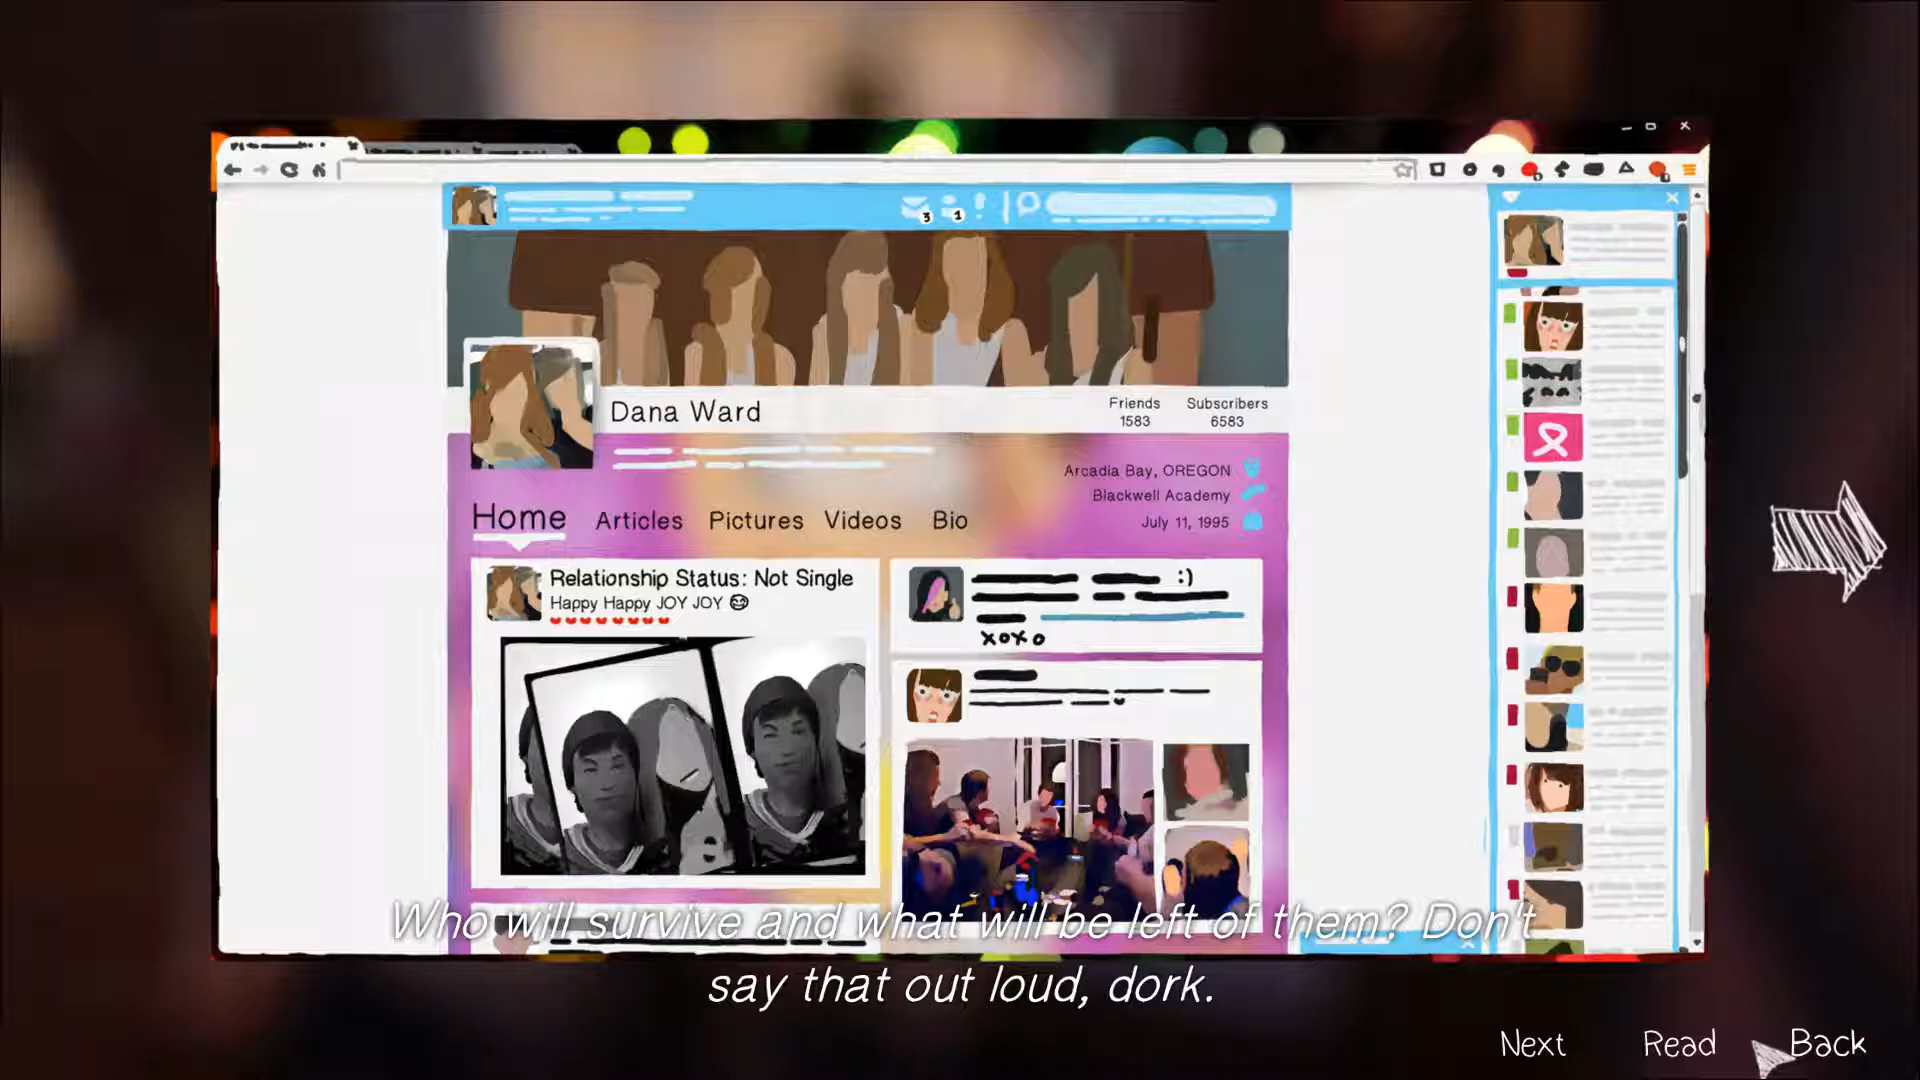 3
1
Dana Ward
Friends
1583
Subscribers
6583
Arcadia Bay, OREGON
Blackwell Academy
July 11, 1995
Home Articles Pictures Videos Bio
Relationship Status: Not Single
Happy Happy JOY JOY
:)
xoxo
Who will survive and what will be left of them? Don't
say that out loud, dork.
Next Read Back